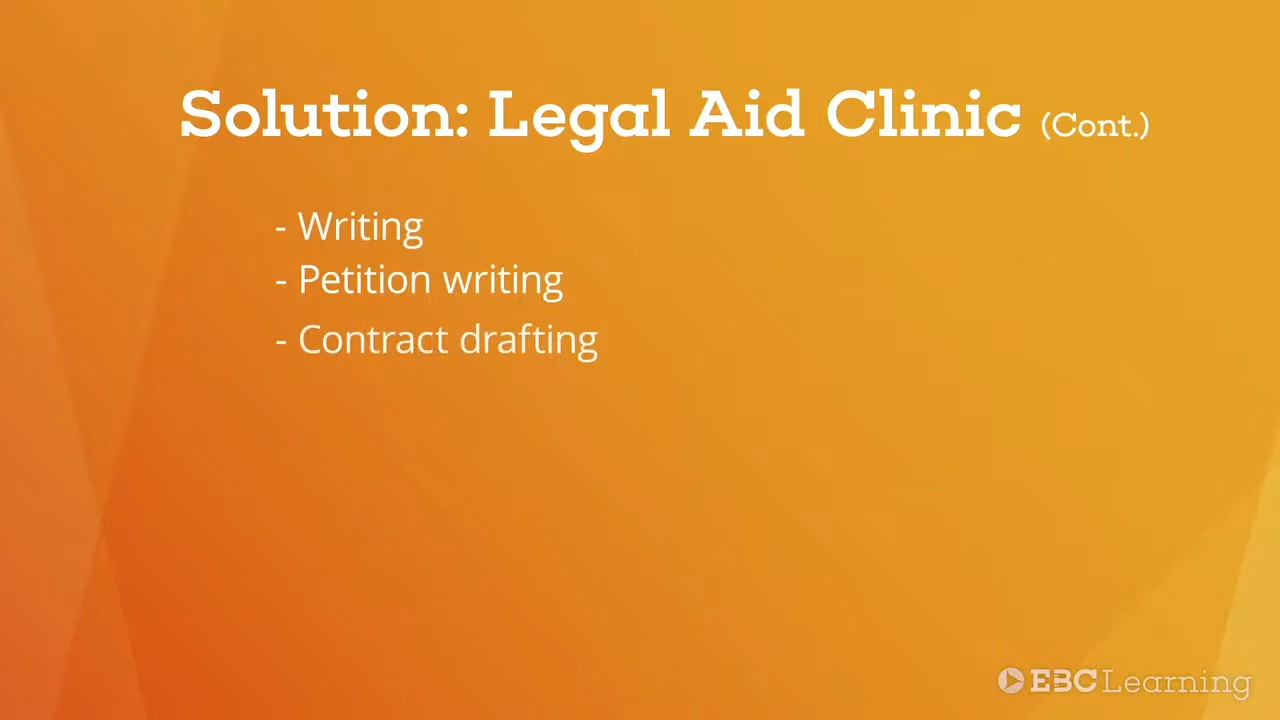 Solution: Legal Aid Clinic (Cont.)
- Writing
- Petition writing
- Contract drafting
EBC Learning